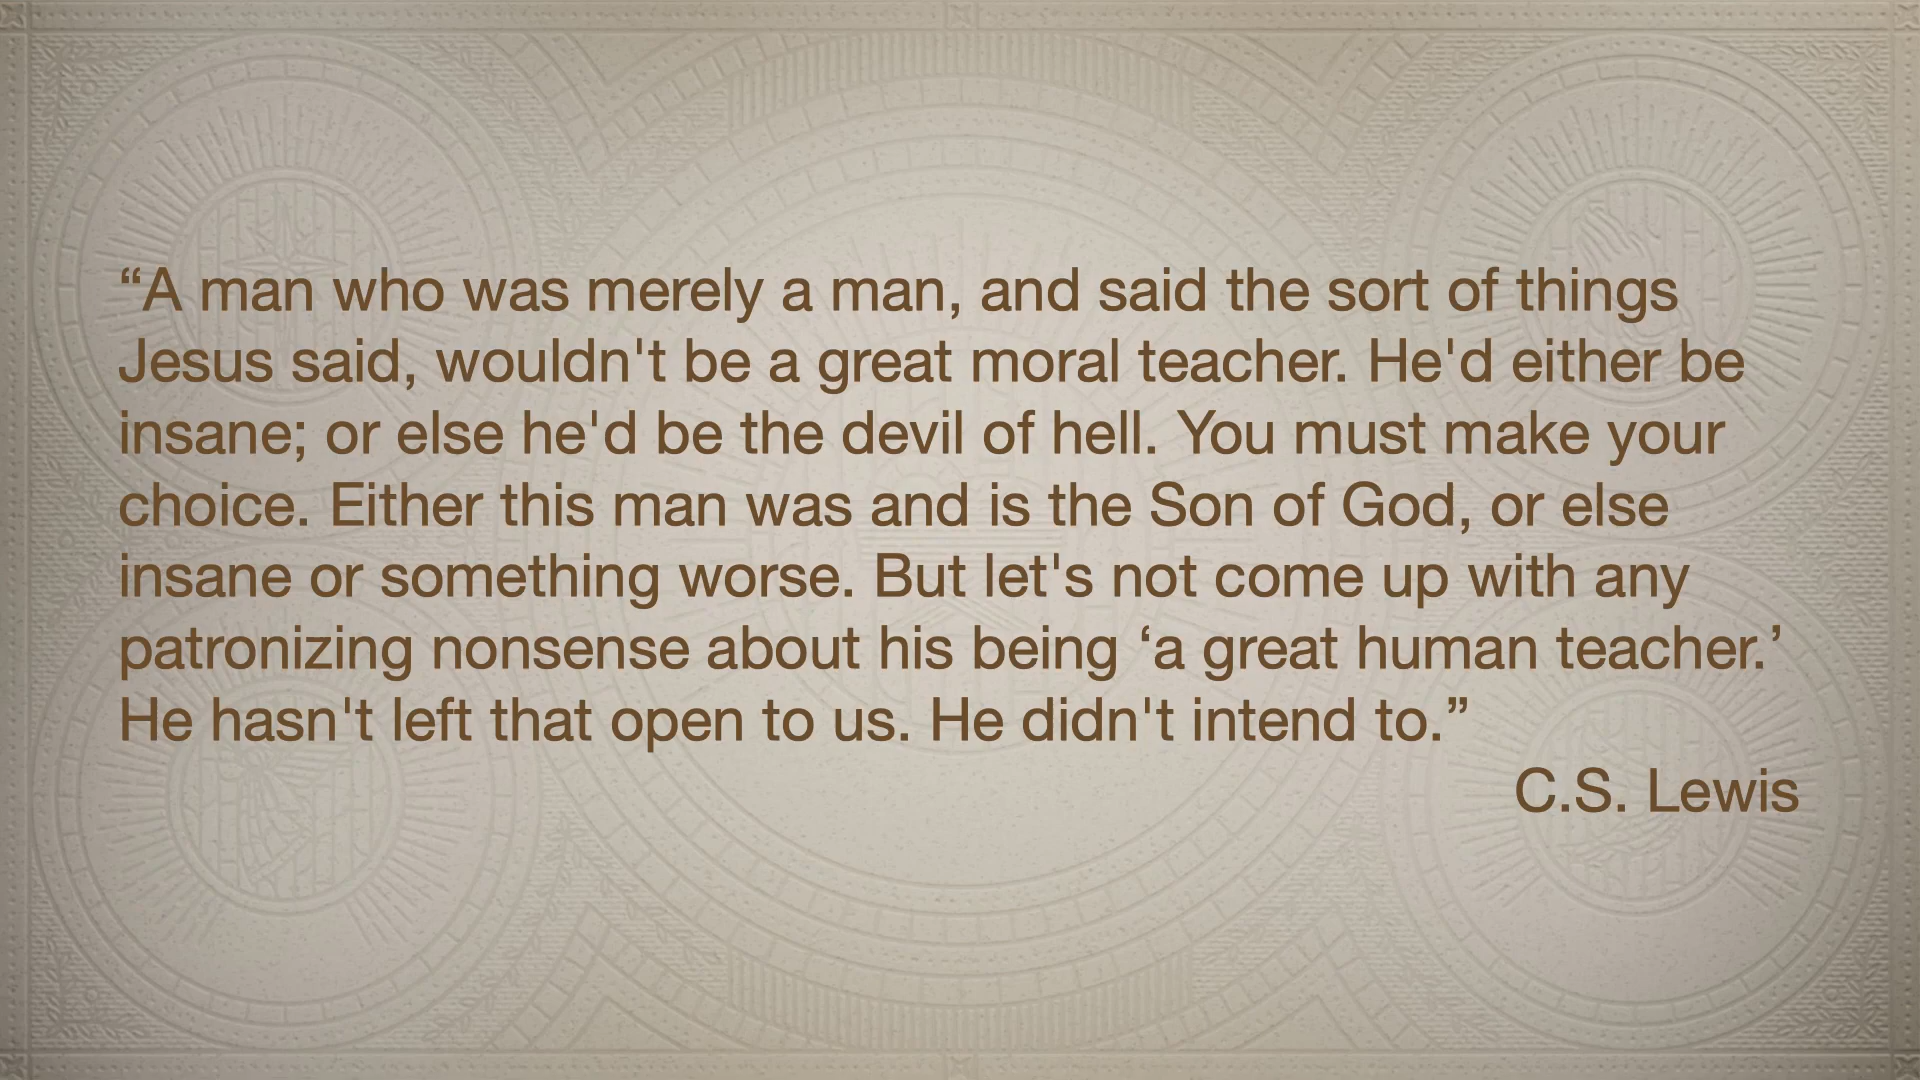 “A man who was merely a man, and said the sort of things
Jesus said, wouldn't be a great moral teacher. He'd either be
insane; or else he'd be the devil of hell. You must make your
choice. Either this man was and is the Son of God, or else
insane or something worse. But let's not come up with any
patronizing nonsense about his being ‘a great human teacher.’
He hasn't left that open to us. He didn't intend to.”
C.S. Lewis